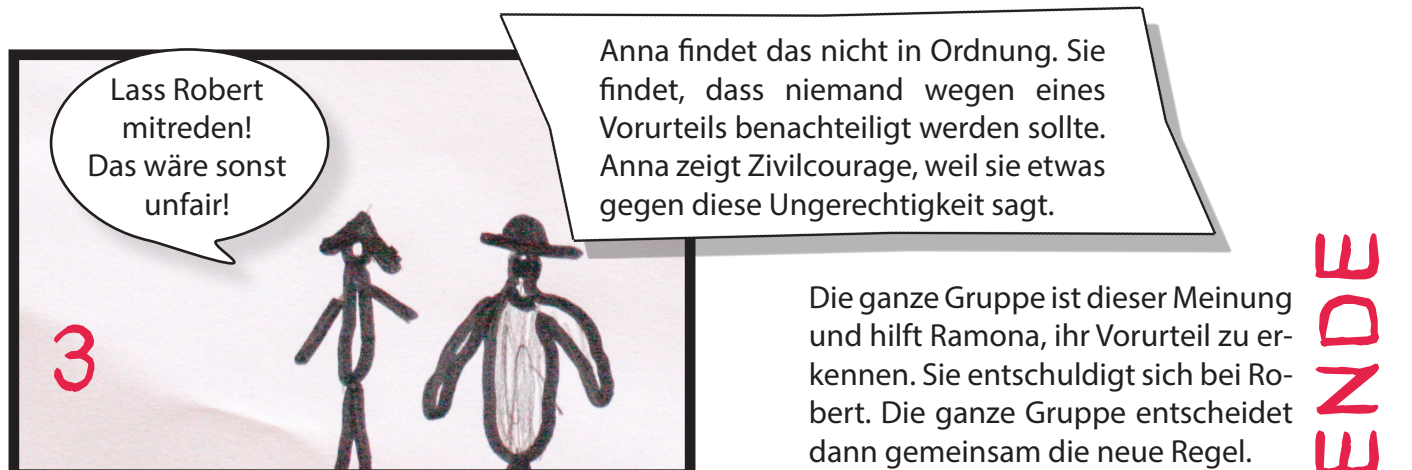 Lass Robert
mitreden!
Das wäre sonst
unfair!
Anna findet das nicht in Ordnung. Sie
findet, dass niemand wegen eines
Vorurteils benachteiligt werden sollte.
Anna zeigt Zivilcourage, weil sie etwas
gegen diese Ungerechtigkeit sagt.
3
Die ganze Gruppe ist dieser Meinung
und hilft Ramona, ihr Vorurteil zu er-
kennen. Sie entschuldigt sich bei Ro-
bert. Die ganze Gruppe entscheidet
dann gemeinsam die neue Regel.
ENDE